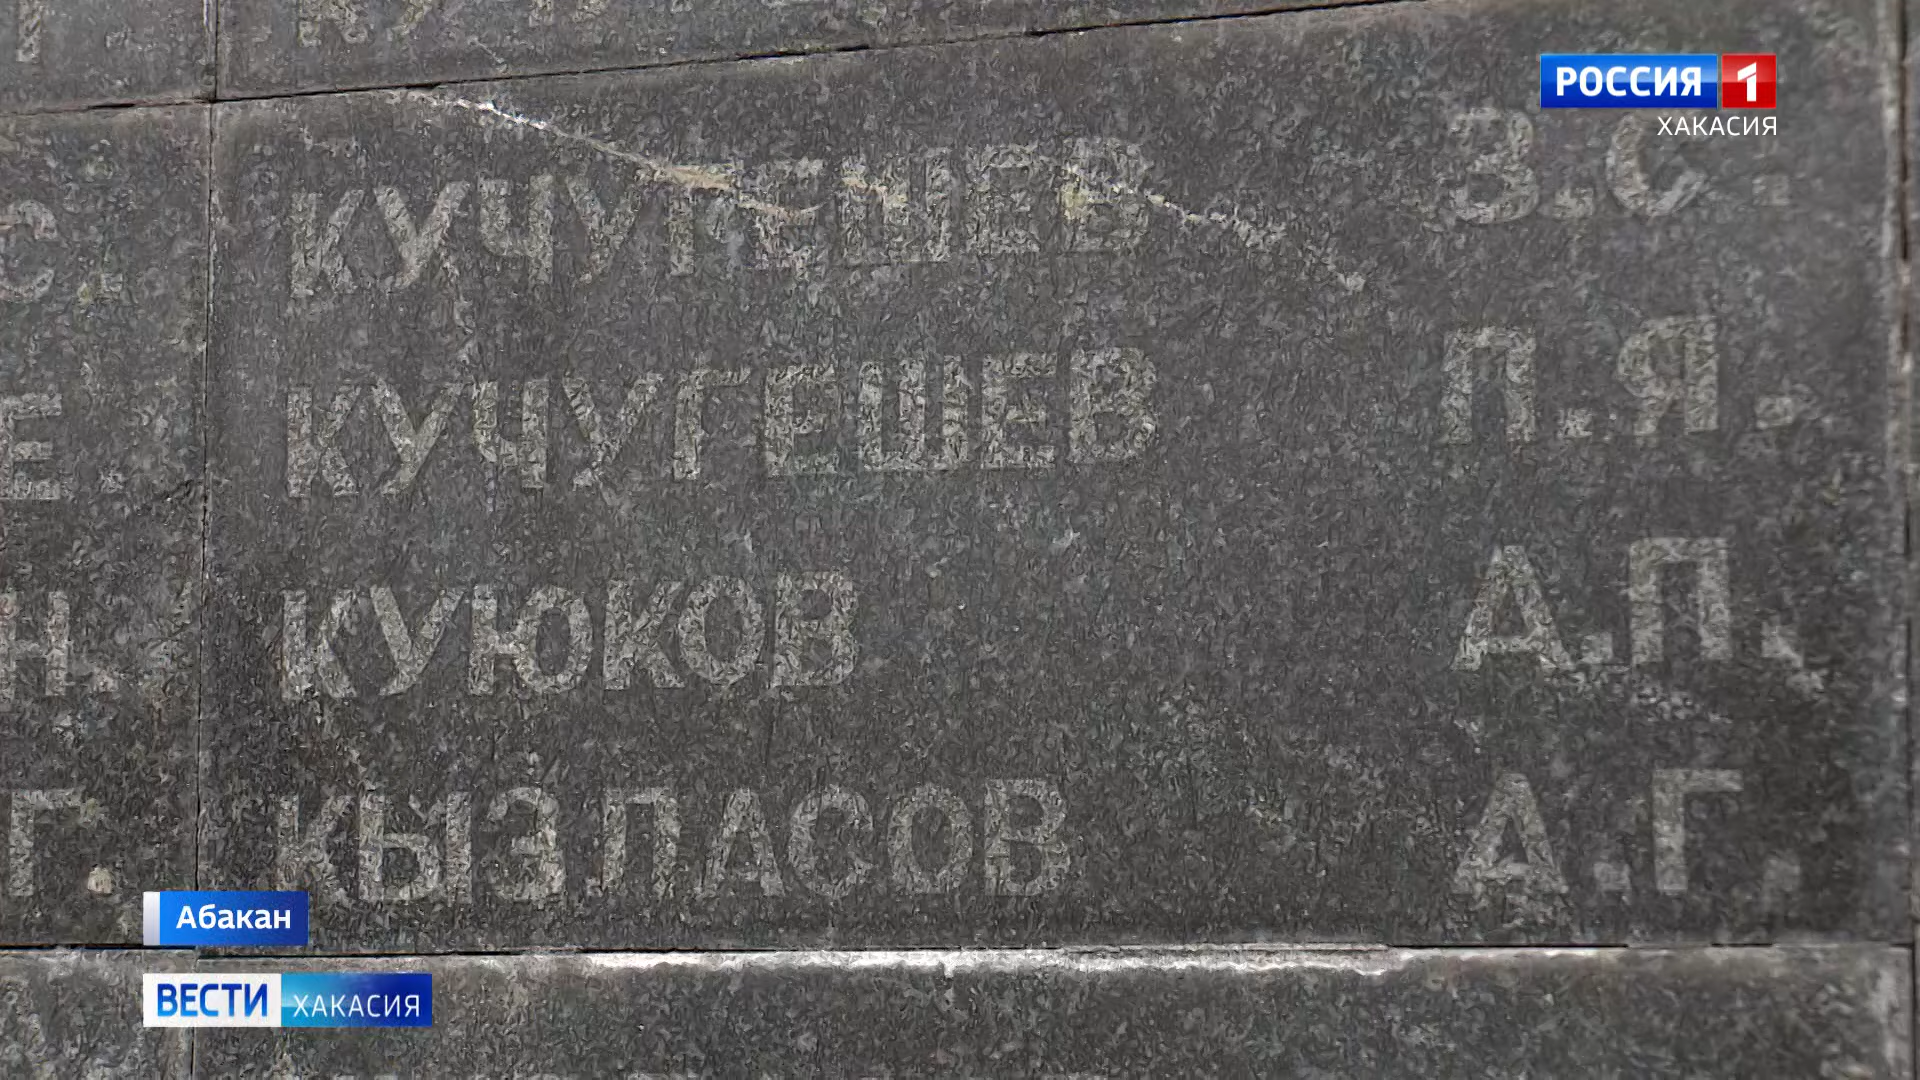 РОССИЯ 1
ХАКАСИЯ
КУЧУГЕШЕВ З.С.
С.
КУЧУГЕШЕВ П.Я.
Е.
КУЮКОВ А.П.
Н.
КЫЗЛАСОВ А.Г.
Г.
Абакан
ВЕСТИ ХАКАСИЯ